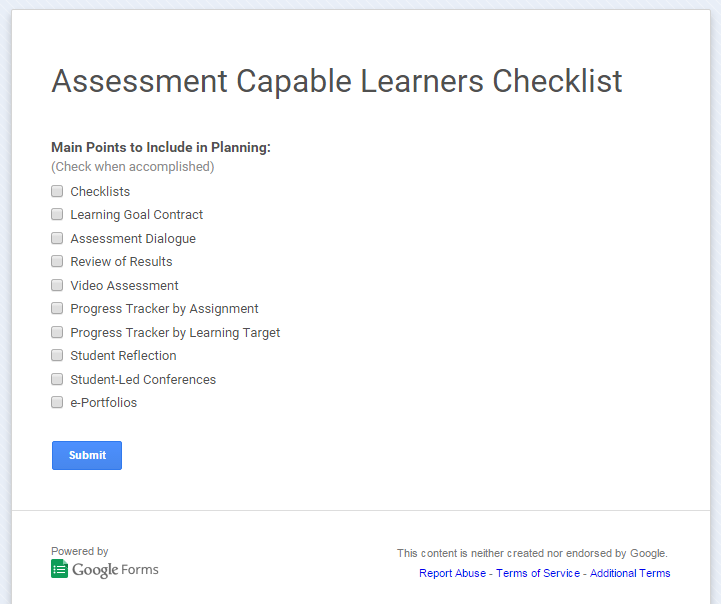 Assessment Capable Learners Checklist
Main Points to Include in Planning:
(Check when accomplished)
Checklists
Learning Goal Contract
Assessment Dialogue
Review of Results
Video Assessment
Progress Tracker by Assignment
Progress Tracker by Learning Target
Student Reflection
Student-Led Conferences
e-Portfolios
Submit
Powered by
Google Forms
This content is neither created nor endorsed by Google.
Report Abuse - Terms of Service - Additional Terms